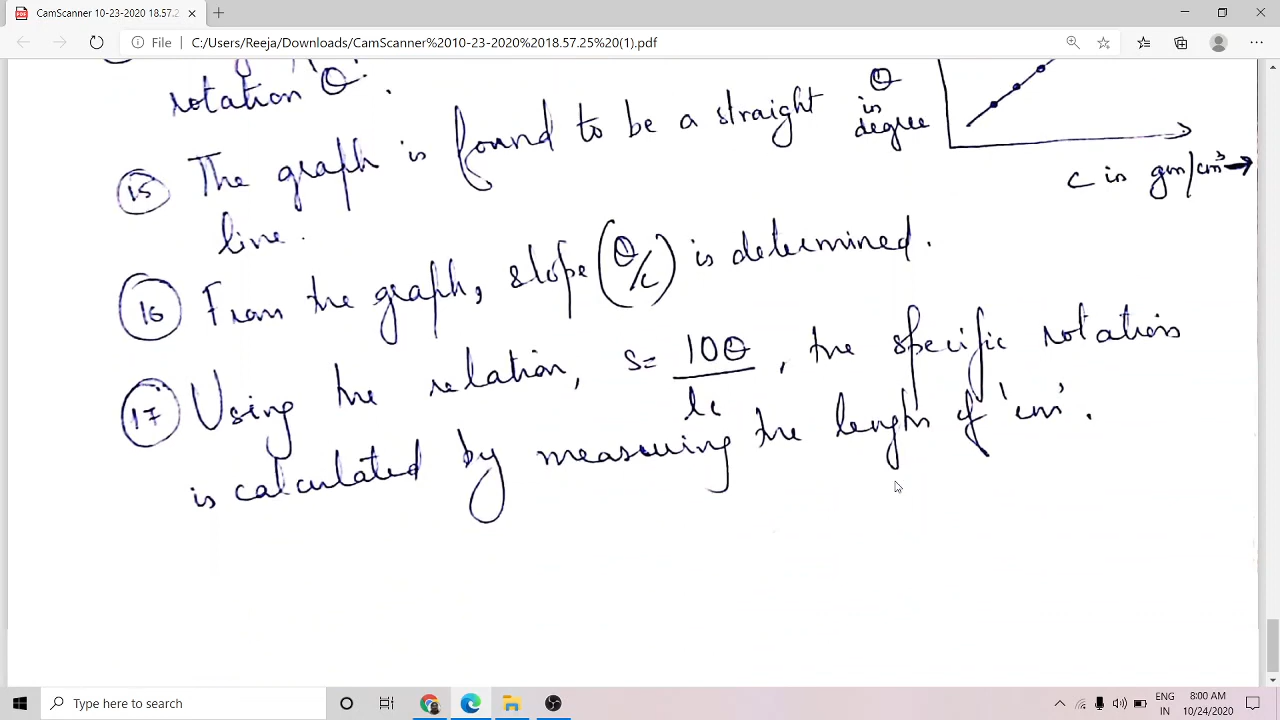 CamScanner 10-23-2020 18.57.2
File C:/Users/Reeja/Downloads/CamScanner%2010-23-2020%2018.57.25%20(1).pdf
rotation 'θ'.
θ
in
degree
c in gm/cm³
15 The graph is found to be a straight
line.
16 From the graph, slope (θ/c) is determined.
17 Using the relation, s = 10θ/lc, the specific rotation
is calculated by measuring the length of 'cm'.
Type here to search
ENG
IN
8:00 AM
10/24/2020